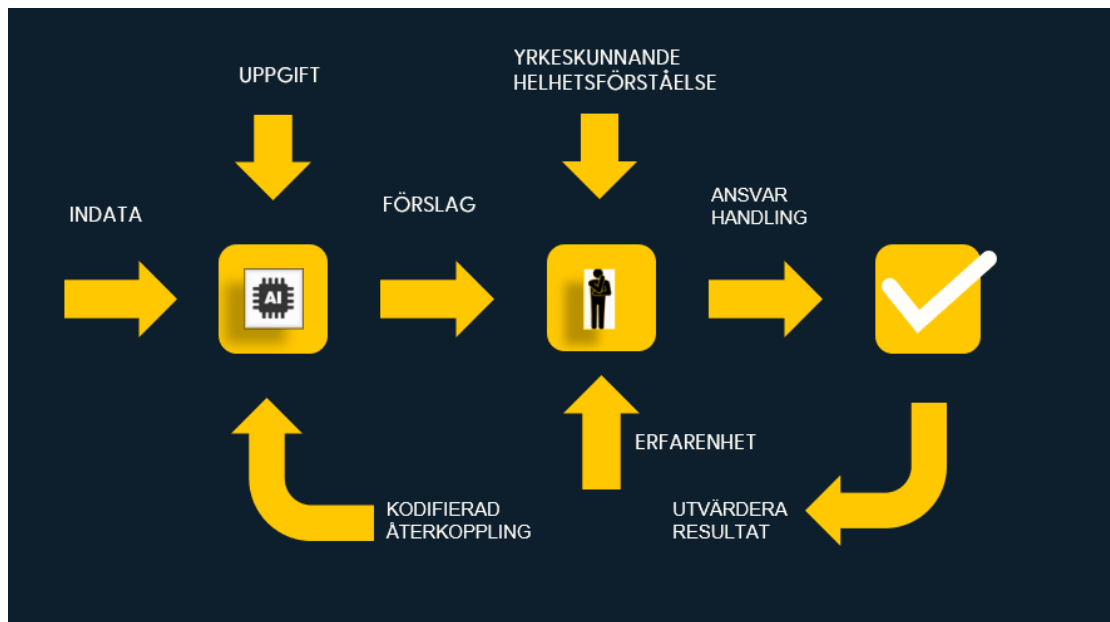 UPPGIFT
YRKESKUNNANDE
HELHETSFÖRSTÅELSE
INDATA
FÖRSLAG
ANSVAR
HANDLING
AI
ERFARENHET
KODIFIERAD
ÅTERKOPPLING
UTVÄRDERA
RESULTAT